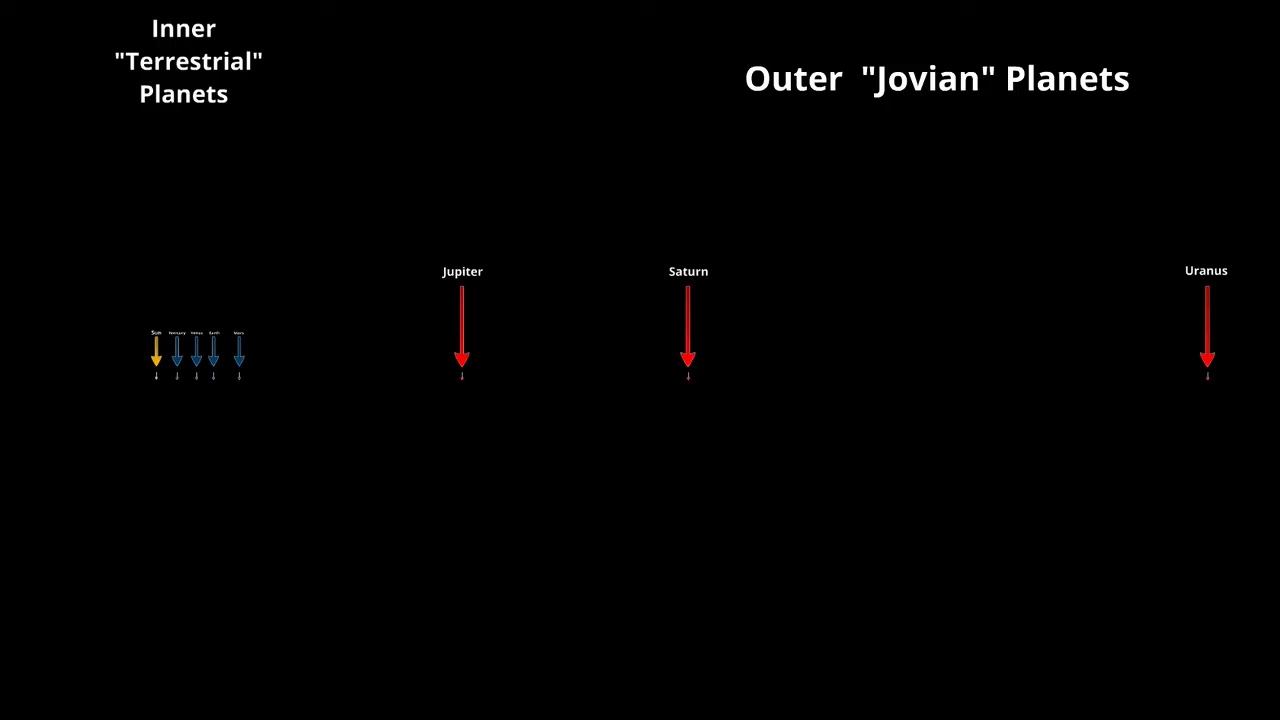 Inner
"Terrestrial"
Planets
Outer "Jovian" Planets
Jupiter
Saturn
Uranus
Sun
Mercury
Venus
Earth
Mars